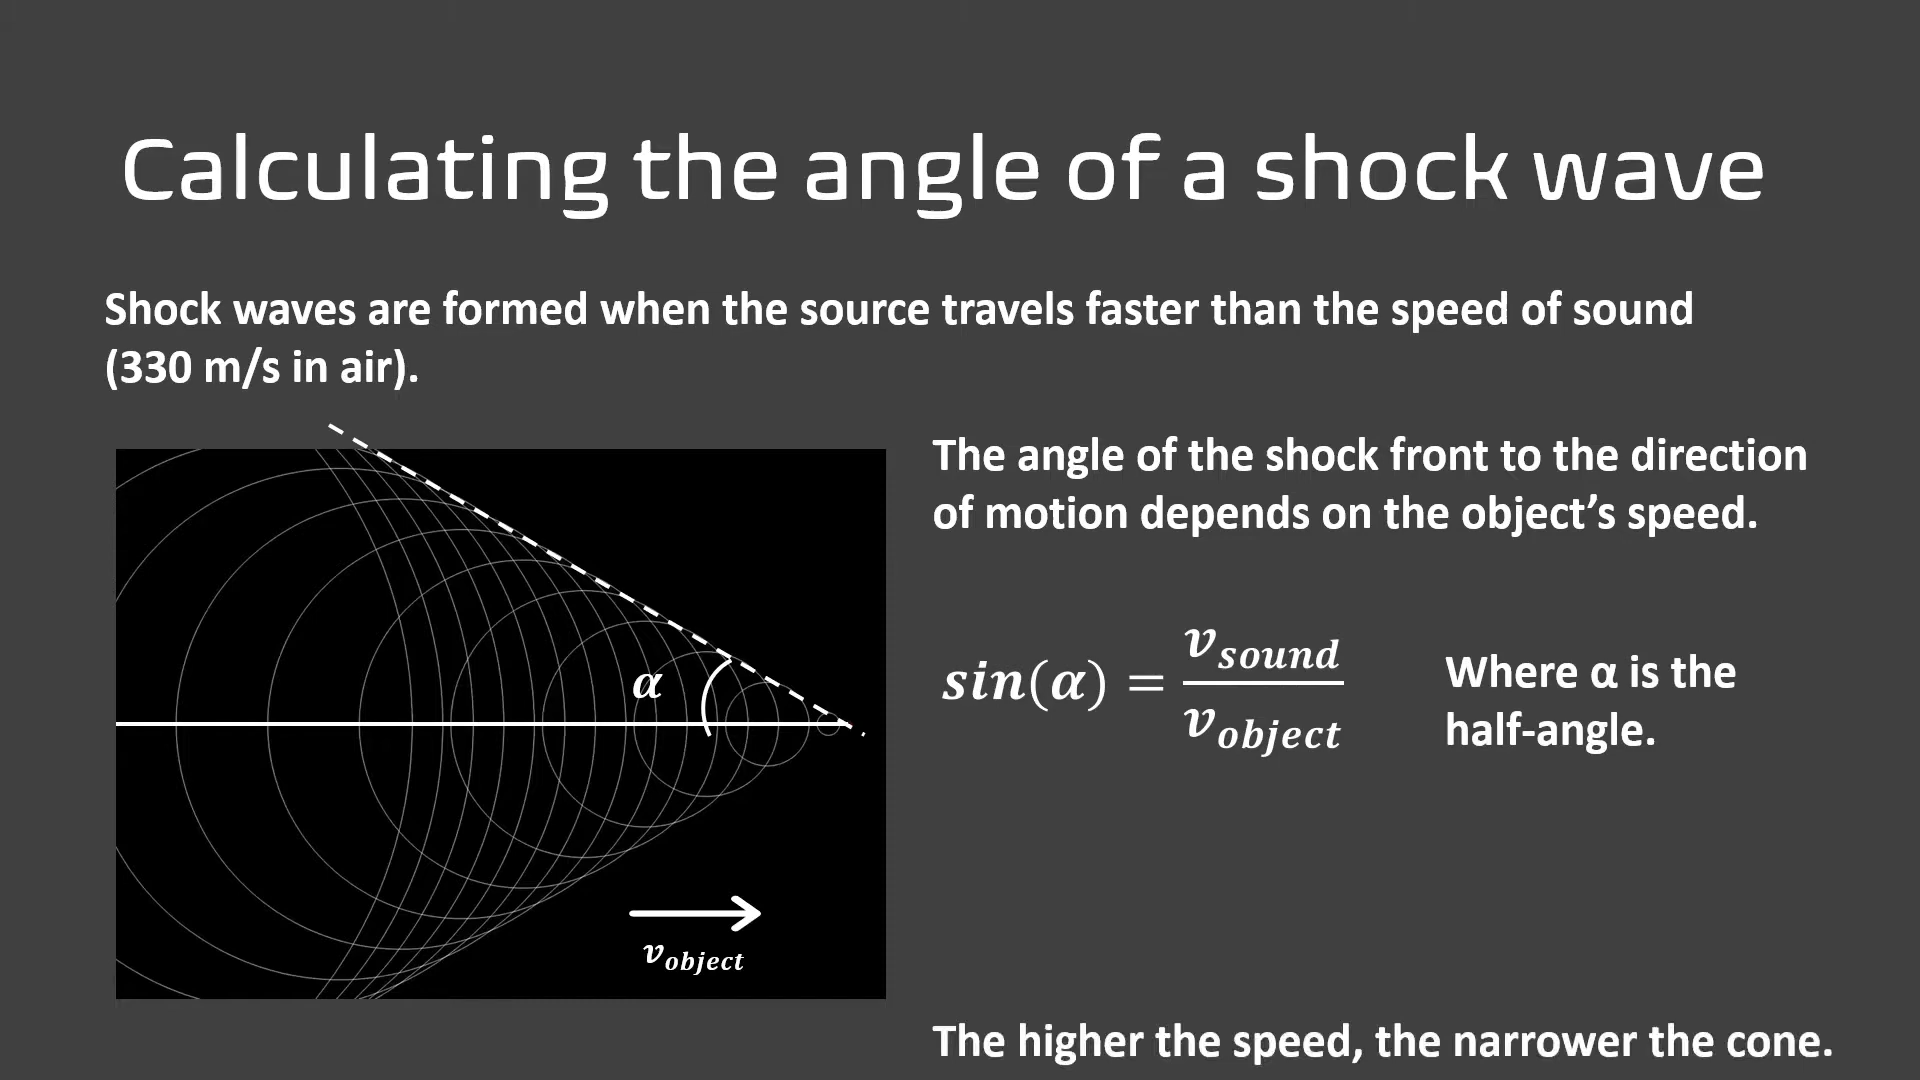 Calculating the angle of a shock wave
Shock waves are formed when the source travels faster than the speed of sound
(330 m/s in air).
The angle of the shock front to the direction
of motion depends on the object’s speed.
α
sin(α) = v_sound / v_object
Where α is the
half-angle.
v_object
The higher the speed, the narrower the cone.